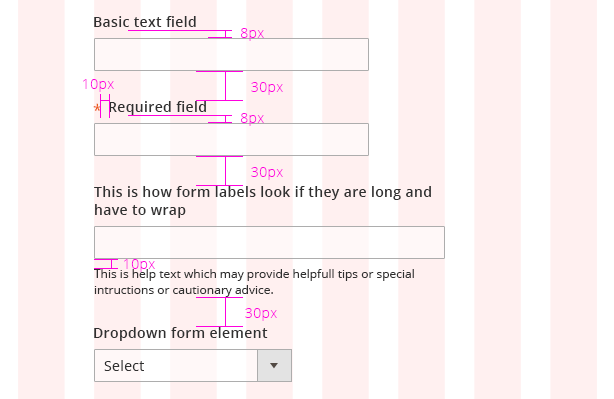 Basic text field
8px
30px
10px
* Required field
8px
30px
This is how form labels look if they are long and
have to wrap
10px
This is help text which may provide helpfull tips or special
intructions or cautionary advice.
30px
Dropdown form element
Select